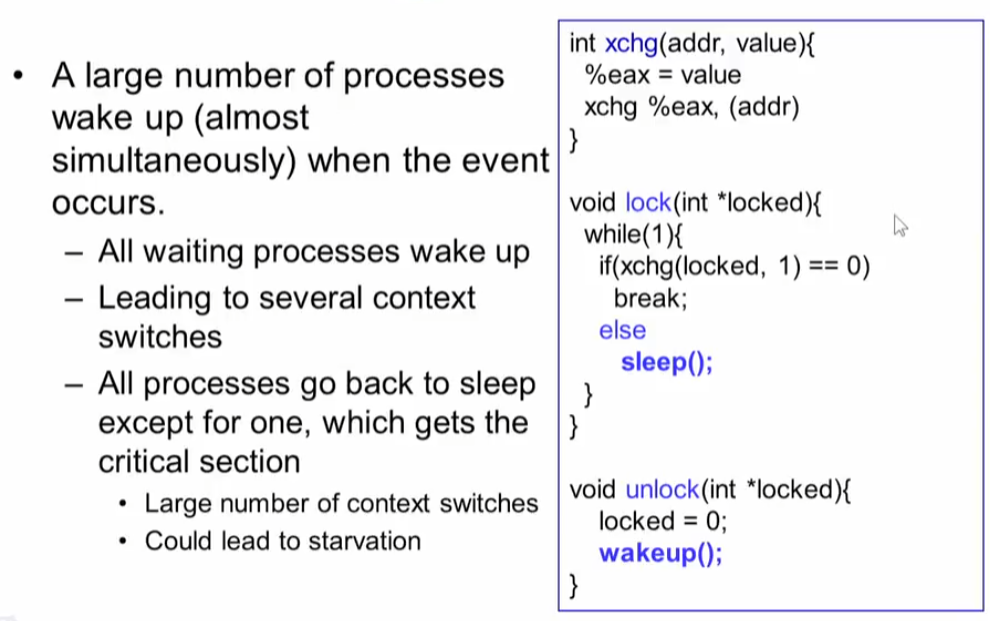 • A large number of processes
wake up (almost
simultaneously) when the event
occurs.
– All waiting processes wake up
– Leading to several context
switches
– All processes go back to sleep
except for one, which gets the
critical section
• Large number of context switches
• Could lead to starvation
int xchg(addr, value){
%eax = value
xchg %eax, (addr)
}
void lock(int *locked){
while(1){
if(xchg(locked, 1) == 0)
break;
else
sleep();
}
}
void unlock(int *locked){
locked = 0;
wakeup();
}